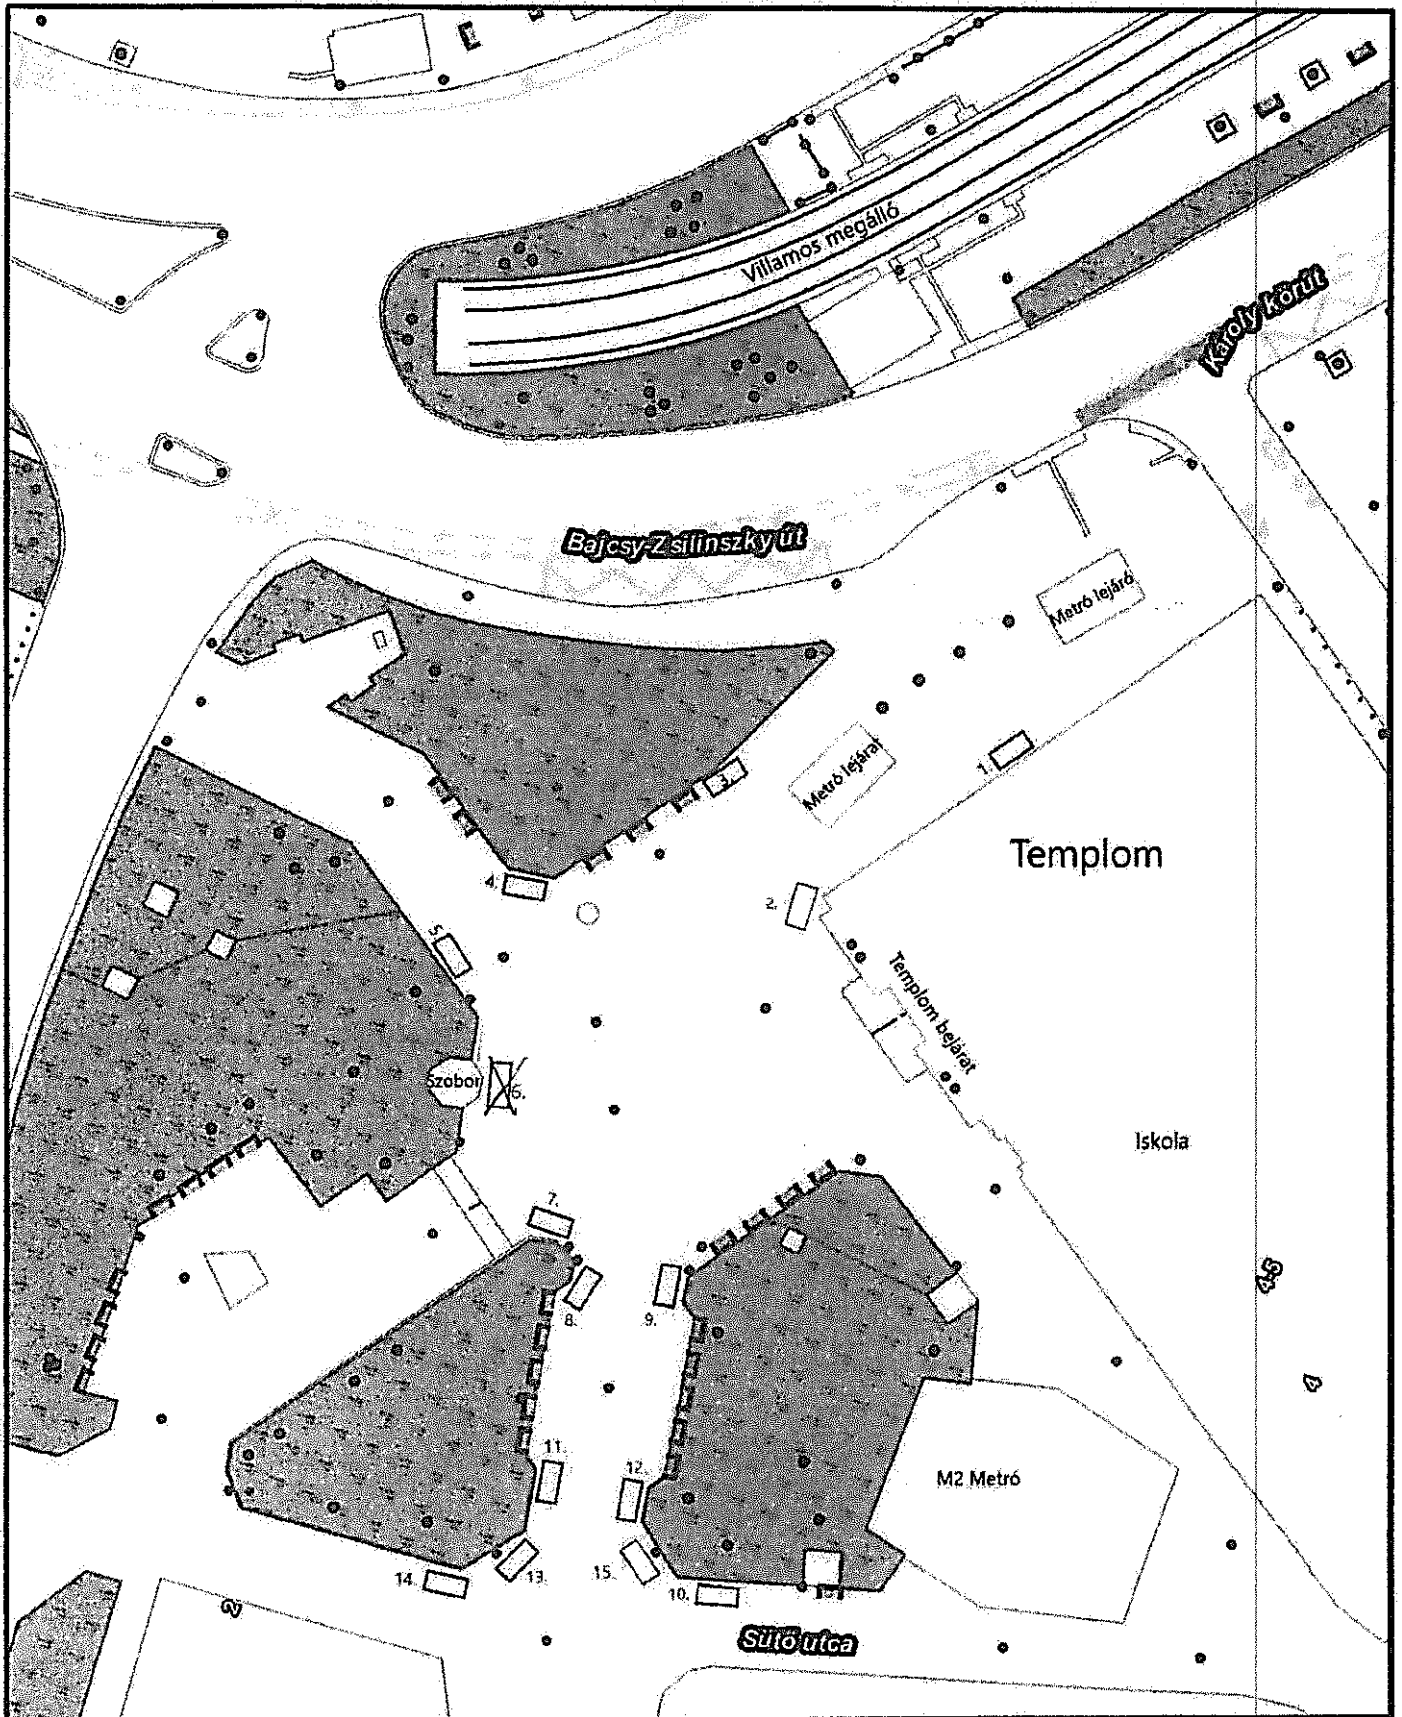 Villamos megálló
Károly körút
Bajcsy-Zsilinszky út
Metró lejáró
Metró lejárat
1.
3.
Templom
4.
2.
5.
Templom bejárat
Szobor
6.
Iskola
7.
8.
9.
4-5
4
11.
12.
M2 Metró
14.
13.
15.
10.
2
Sütő utca